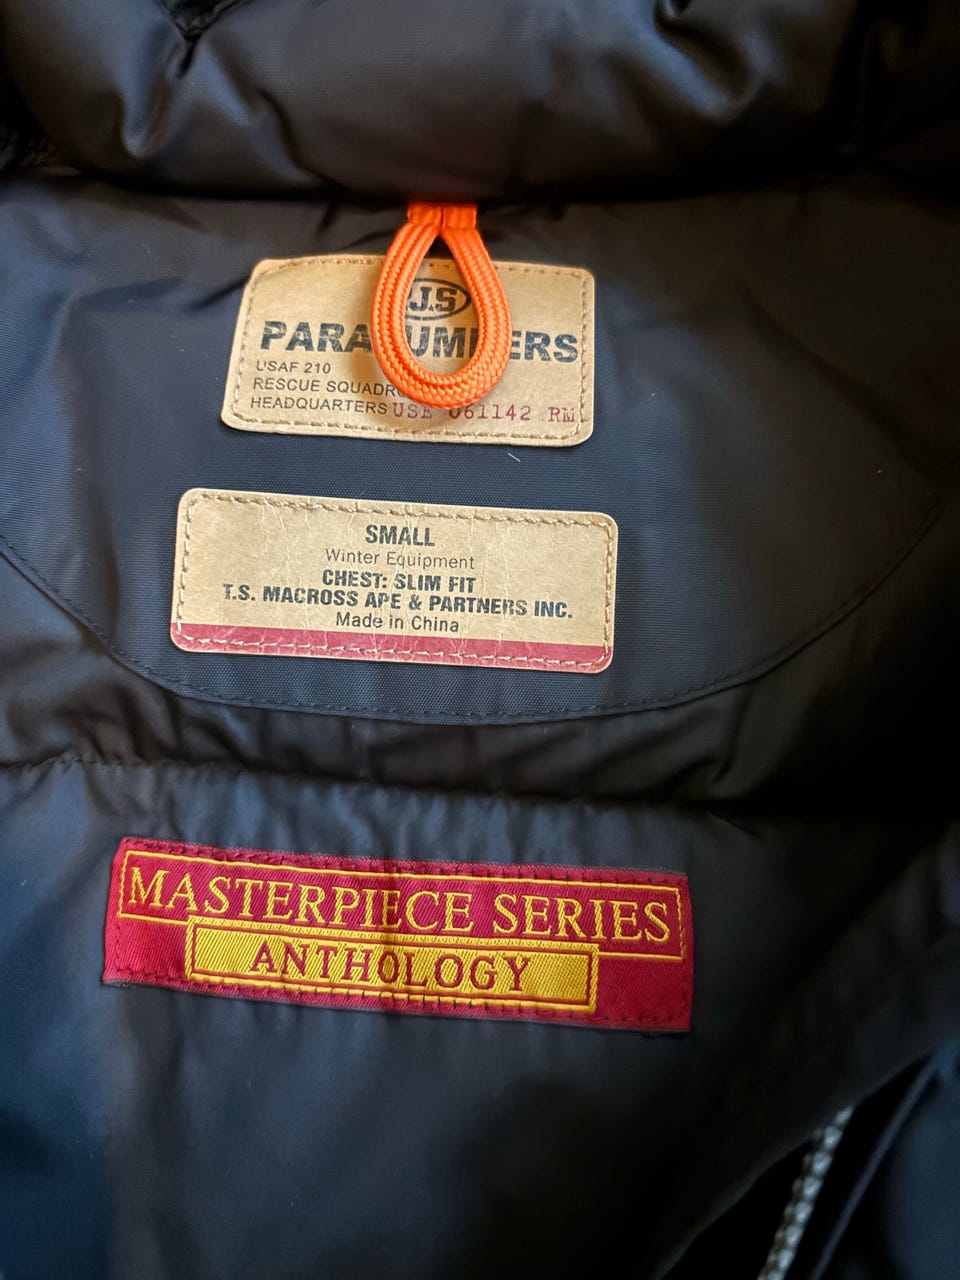 J.S
USAF 210
RESCUE
HEADQUARTERS USE 061142 RM
SMALL
Winter Equipment
CHEST: SLIM FIT
T.S. MACROSS APE & PARTNERS INC.
Made in China
MASTERPIECE SERIES
ANTHOLOGY